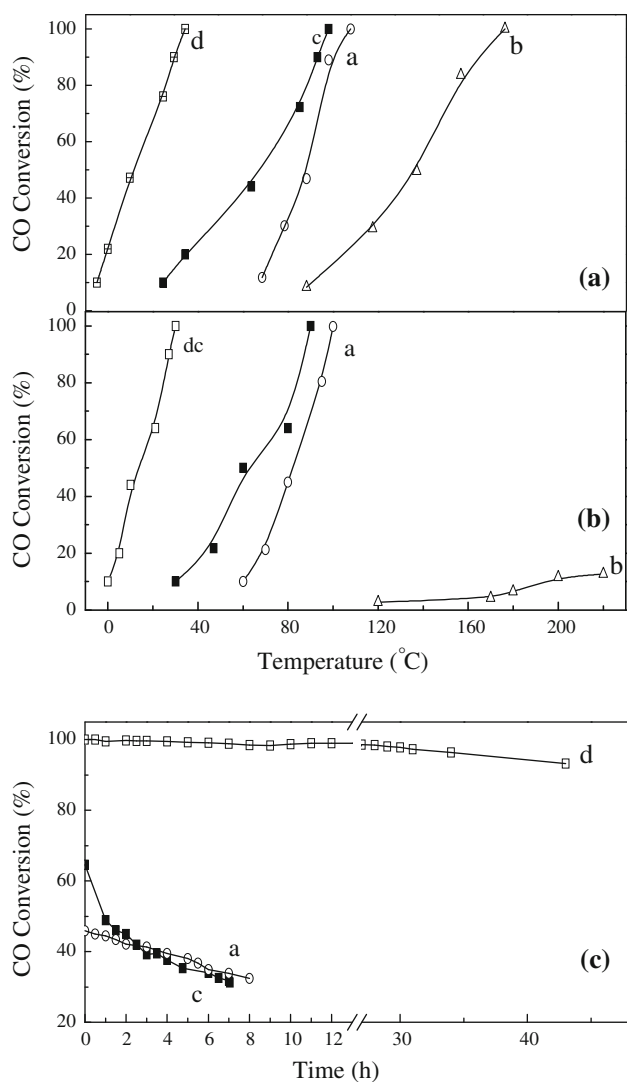 100
80
60
40
20
0
CO Conversion (%)
d
c
a
b
(a)
100
80
60
40
20
0
CO Conversion (%)
dc
a
b
(b)
0 40 80 120 160 200
Temperature (°C)
100
80
60
40
20
CO Conversion (%)
d
a
c
(c)
0 2 4 6 8 10 12 30 40
Time (h)